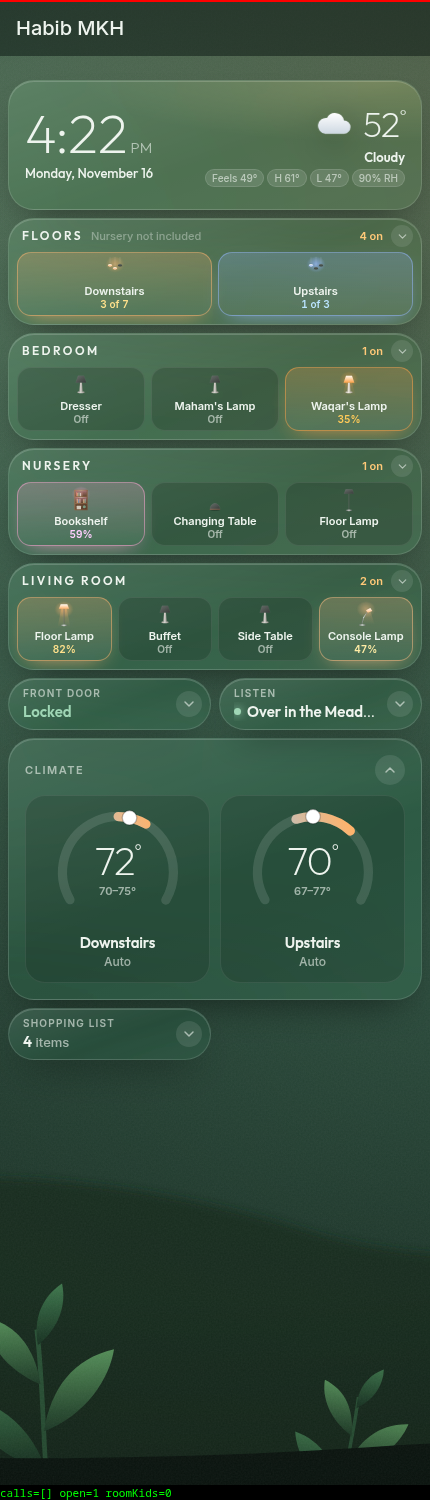 Habib MKH
4:22 PM
52°
Cloudy
Monday, November 16
Feels 49° H 61° L 47° 90% RH
FLOORS Nursery not Included 4 on
Downstairs Upstairs
3 of 7 1 of 3
BEDROOM 1 on
Dresser Maham's Lamp Waqar's Lamp
Off Off 35%
NURSERY 1 on
Bookshelf Changing Table Floor Lamp
59% Off Off
LIVING ROOM 2 on
Floor Lamp Buffet Side Table Console Lamp
82% Off Off 47%
FRONT DOOR LISTEN
Locked Over in the Mead...
CLIMATE
72° 70°
70–75° 67–77°
Downstairs Upstairs
Auto Auto
SHOPPING LIST
4 items
calls=[] open=1 roomKids=0